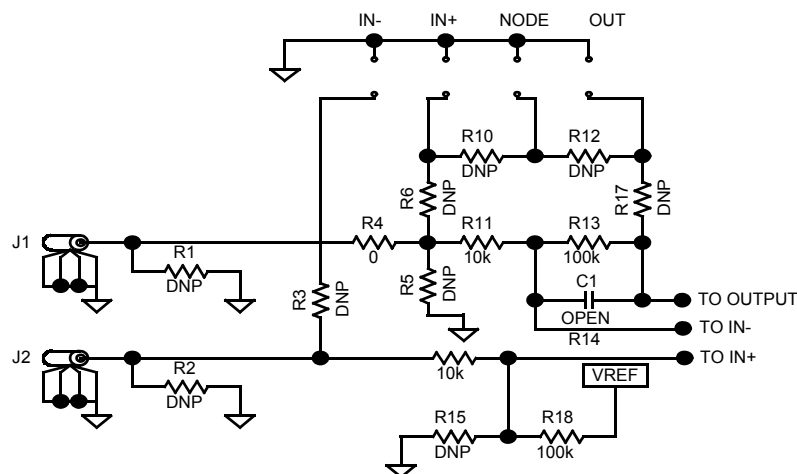 IN- IN+ NODE OUT
R10 R12
DNP DNP
R6 DNP R17 DNP
J1 R4 R11 R13
0 10k 100k
R1
DNP
R3 DNP R5 DNP C1
OPEN
TO OUTPUT
TO IN-
R14
J2 TO IN+
R2
DNP
10k
VREF
R15 R18
DNP 100k